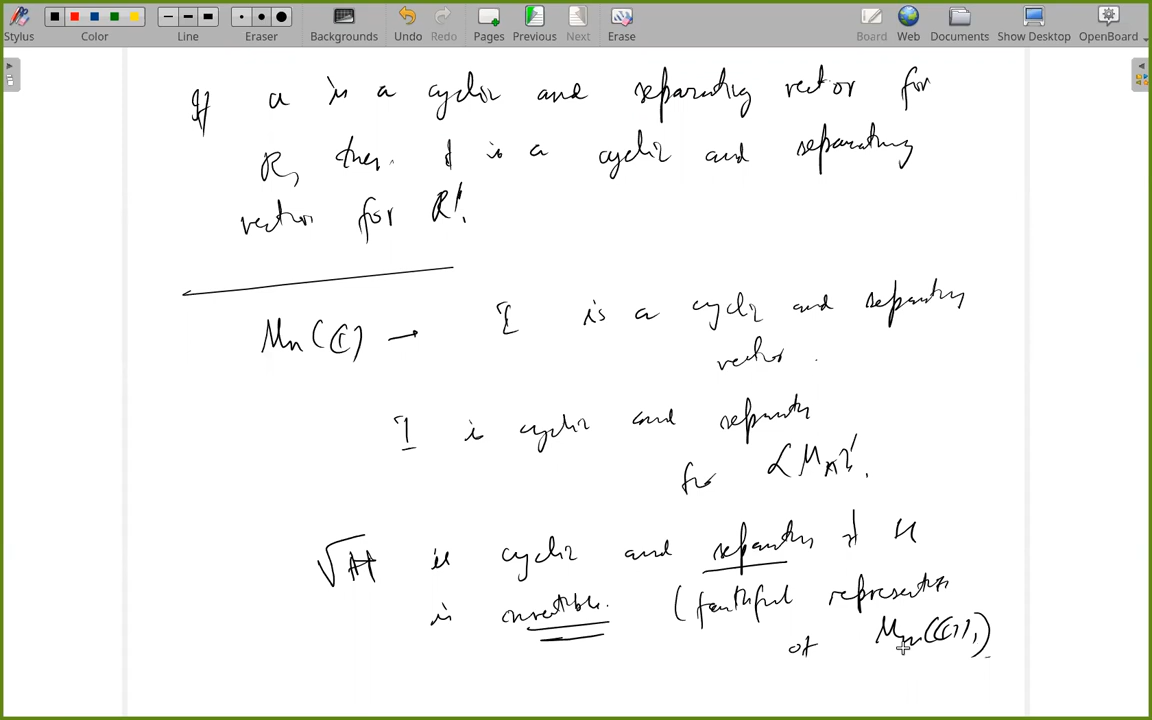 Stylus Color Line Eraser Backgrounds Undo Redo Pages Previous Next Erase Board Web Documents Show Desktop OpenBoard
If a is a cyclic and separating vector for
R, then it is a cyclic and separating
vector for R'.
Mn(C) → I is a cyclic and separating
vector.
I is cyclic and separating
for
√H is cyclic and separating if H
is invertible. (faithful representation
of Mn(C),)